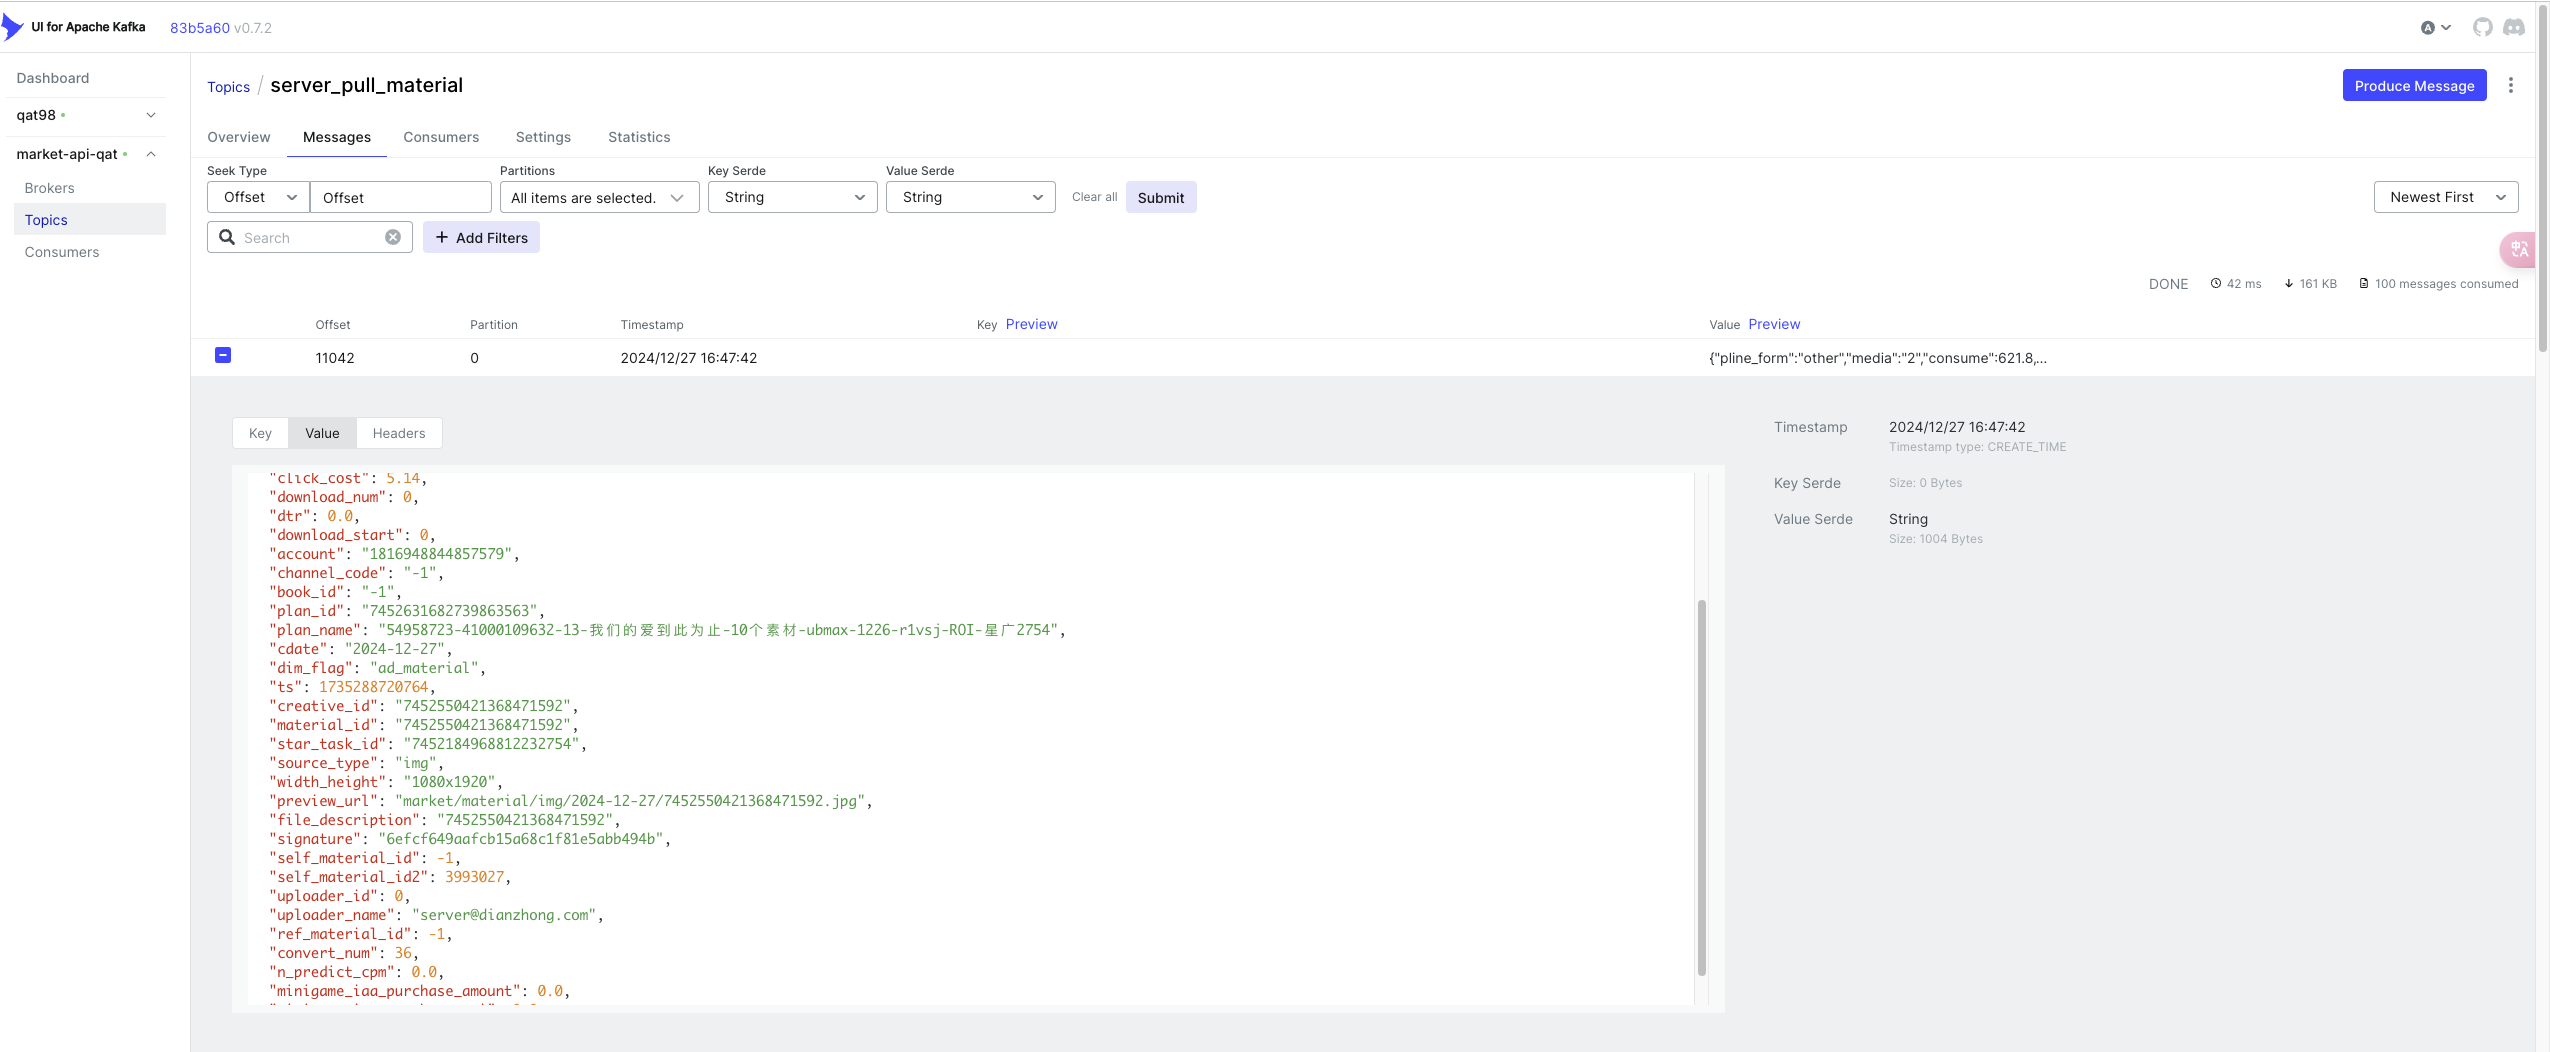 UI for Apache Kafka
83b5a60 v0.7.2
A
Dashboard
qat98
market-api-qat
Brokers
Topics
Consumers
Topics / server_pull_material
Produce Message
Overview
Messages
Consumers
Settings
Statistics
Seek Type
Partitions
Key Serde
Value Serde
Offset
Offset
All items are selected.
String
String
Clear all
Submit
Newest First
Search
+ Add Filters
DONE
42 ms
161 KB
100 messages consumed
Offset
Partition
Timestamp
Key Preview
Value Preview
11042
0
2024/12/27 16:47:42
{"pline_form":"other","media":"2","consume":621.8,...
Key
Value
Headers
"click_cost": 5.14,
"download_num": 0,
"dtr": 0.0,
"download_start": 0,
"account": "1816948844857579",
"channel_code": "-1",
"book_id": "-1",
"plan_id": "7452631682739863563",
"plan_name": "54958723-41000109632-13-我们的爱到此为止-10个素材-ubmax-1226-r1vsj-ROI-星广2754",
"cdate": "2024-12-27",
"dim_flag": "ad_material",
"ts": 1735288720764,
"creative_id": "7452550421368471592",
"material_id": "7452550421368471592",
"star_task_id": "7452184968812232754",
"source_type": "img",
"width_height": "1080x1920",
"preview_url": "market/material/img/2024-12-27/7452550421368471592.jpg",
"file_description": "7452550421368471592",
"signature": "6efcf649aafcb15a68c1f81e5abb494b",
"self_material_id": -1,
"self_material_id2": 3993027,
"uploader_id": 0,
"uploader_name": "server@dianzhong.com",
"ref_material_id": -1,
"convert_num": 36,
"n_predict_cpm": 0.0,
"minigame_iaa_purchase_amount": 0.0,
Timestamp
2024/12/27 16:47:42
Timestamp type: CREATE_TIME
Key Serde
Size: 0 Bytes
Value Serde
String
Size: 1004 Bytes